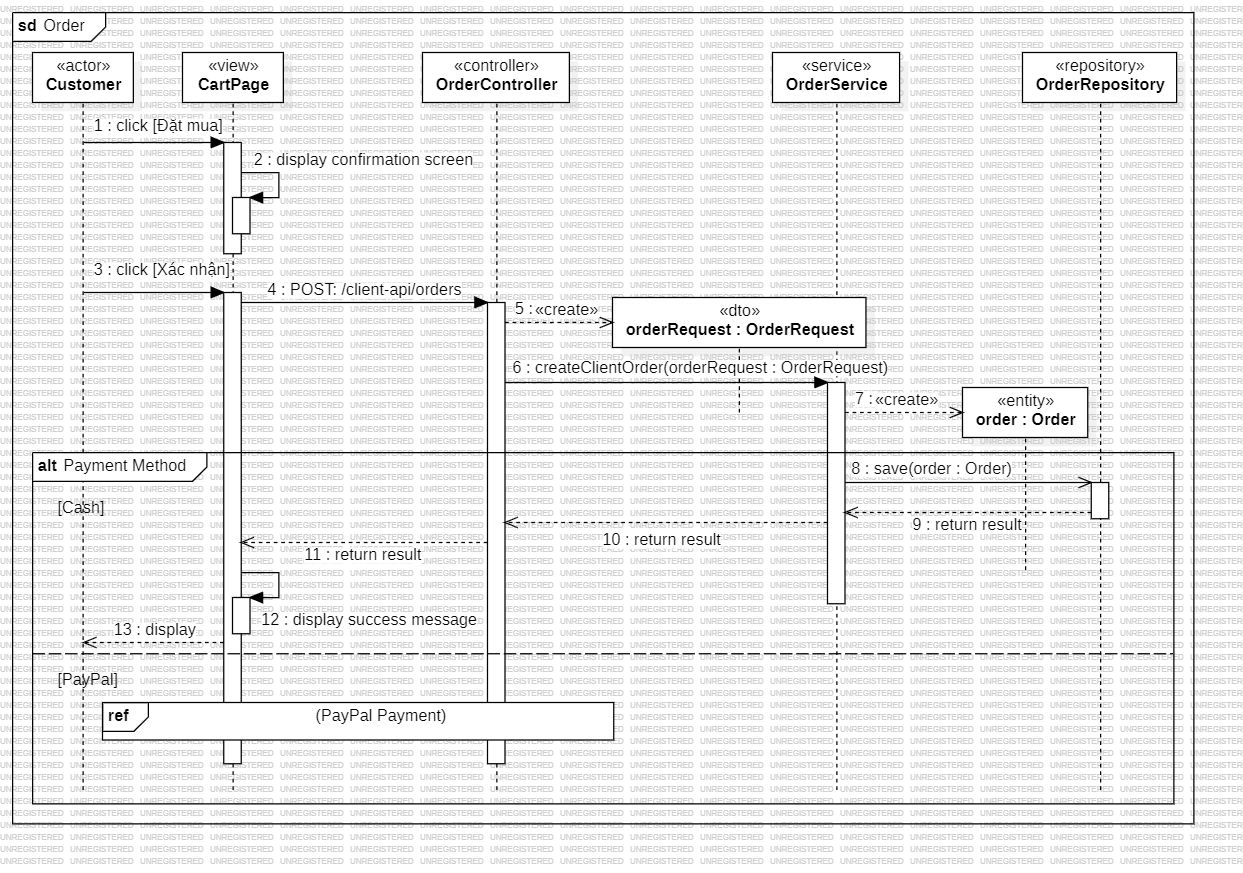 sd Order
«actor»
Customer
«view»
CartPage
«controller»
OrderController
«service»
OrderService
«repository»
OrderRepository
1 : click [Đặt mua]
2 : display confirmation screen
3 : click [Xác nhận]
4 : POST: /client-api/orders
5 : «create»
«dto»
orderRequest : OrderRequest
6 : createClientOrder(orderRequest : OrderRequest)
7 : «create»
«entity»
order : Order
alt Payment Method
8 : save(order : Order)
[Cash]
9 : return result
10 : return result
11 : return result
12 : display success message
13 : display
[PayPal]
ref (PayPal Payment)
UNREGISTERED